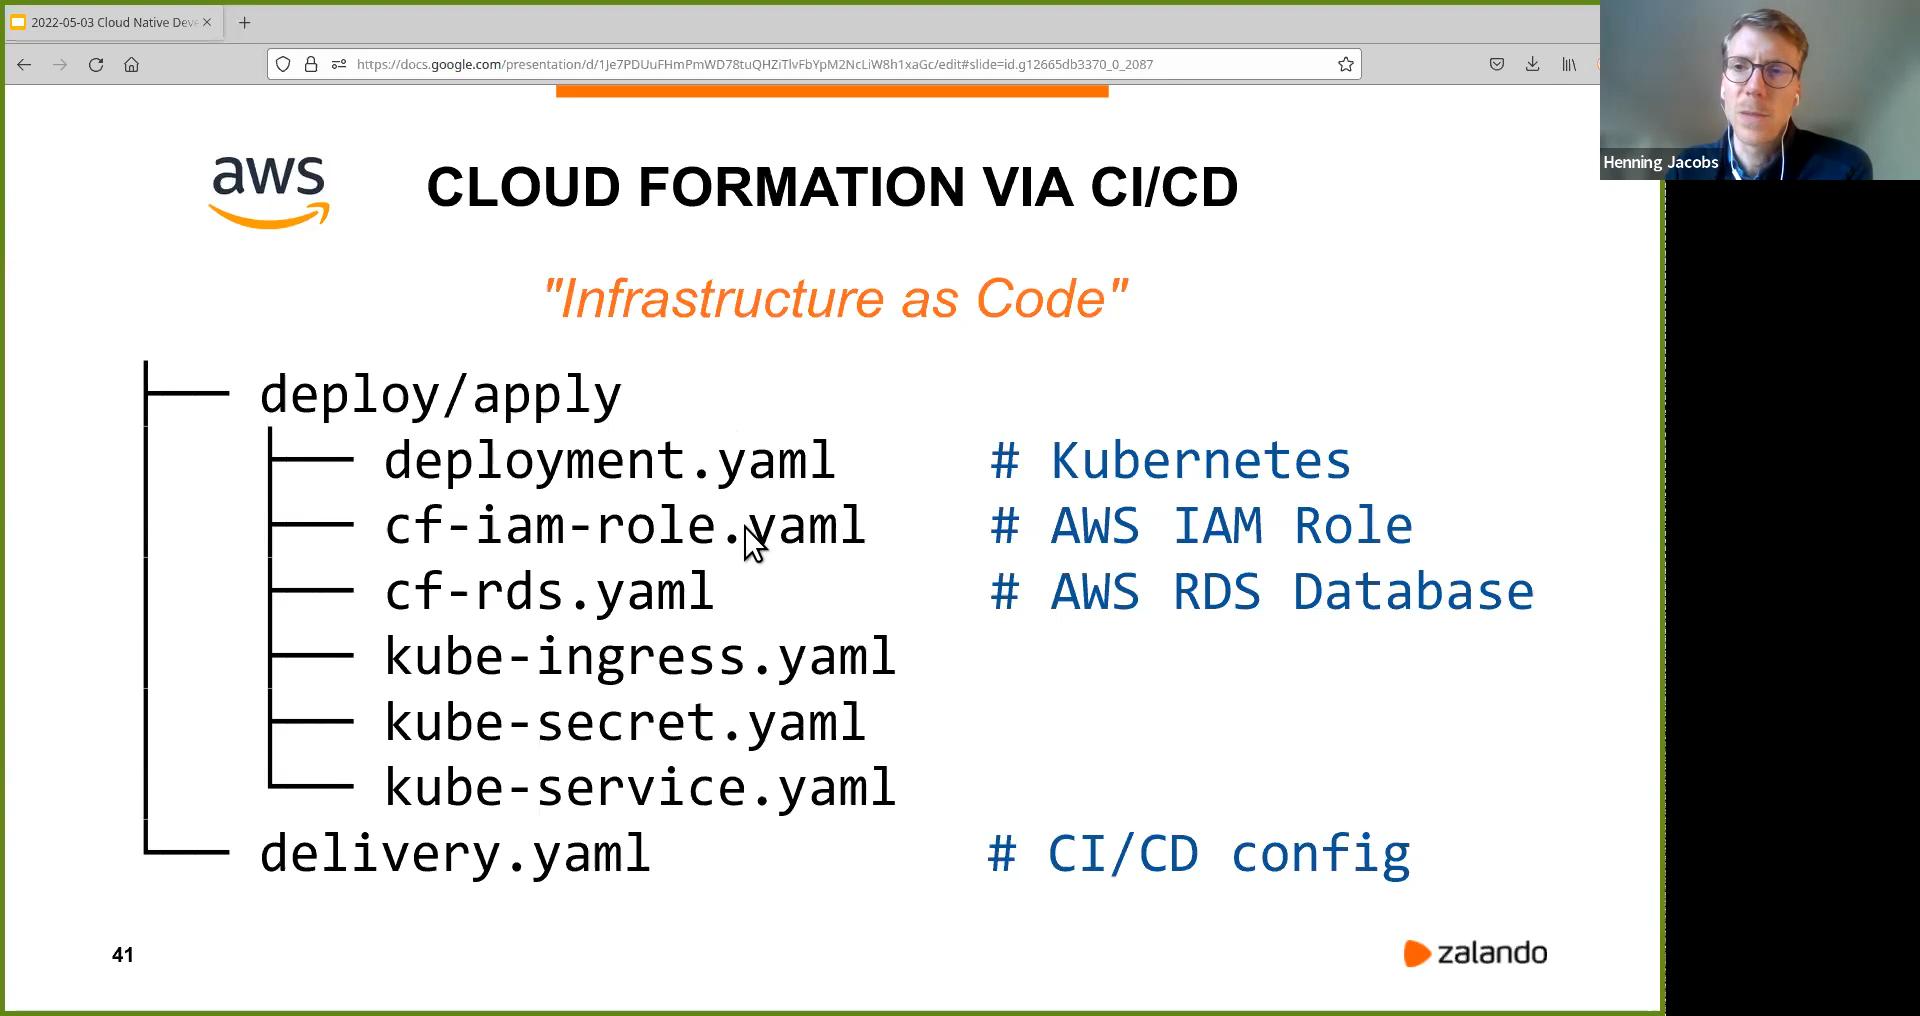 2022-05-03 Cloud Native Deve
https://docs.google.com/presentation/d/1Je7PDUuFHmPmWD78tuQHZiTlvFbYpM2NcLiW8h1xaGc/edit#slide=id.g12665db3370_0_2087
Henning Jacobs
aws
CLOUD FORMATION VIA CI/CD
"Infrastructure as Code"
deploy/apply
deployment.yaml # Kubernetes
cf-iam-role.yaml # AWS IAM Role
cf-rds.yaml # AWS RDS Database
kube-ingress.yaml
kube-secret.yaml
kube-service.yaml
delivery.yaml # CI/CD config
41
zalando